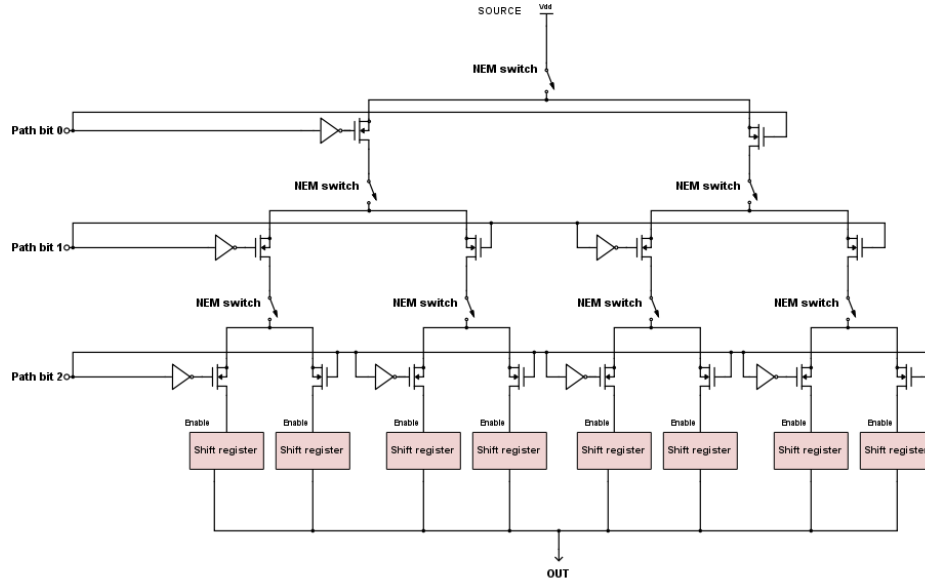 SOURCE Vdd
NEM switch
Path bit 0
NEM switch NEM switch
Path bit 1
NEM switch NEM switch NEM switch NEM switch
Path bit 2
Enable Enable Enable Enable Enable Enable Enable Enable
Shift register Shift register Shift register Shift register Shift register Shift register Shift register Shift register
OUT